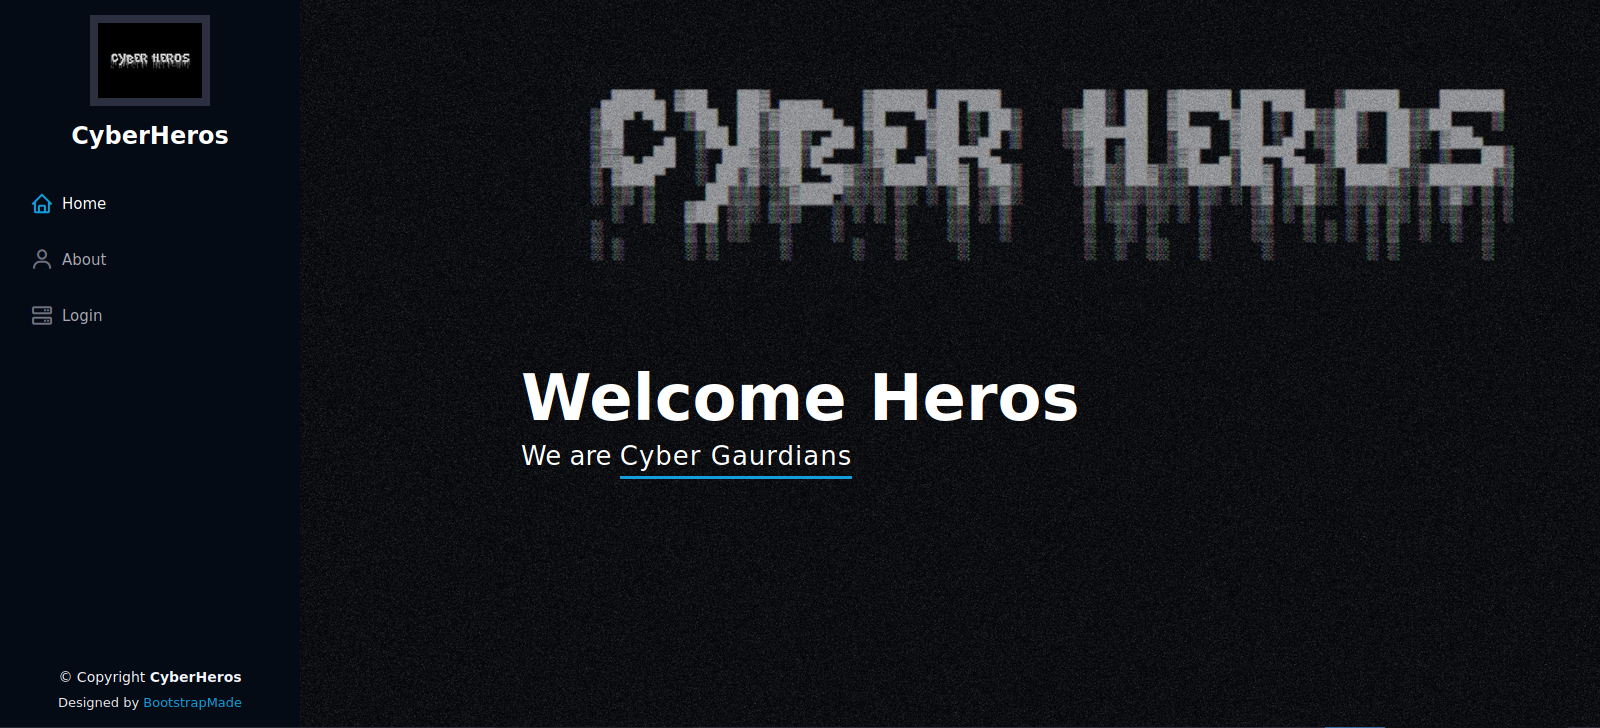 CYBER HEROS
CyberHeros
Home
About
Login
© Copyright CyberHeros
Designed by BootstrapMade
CYBER HEROS
Welcome Heros
We are Cyber Gaurdians